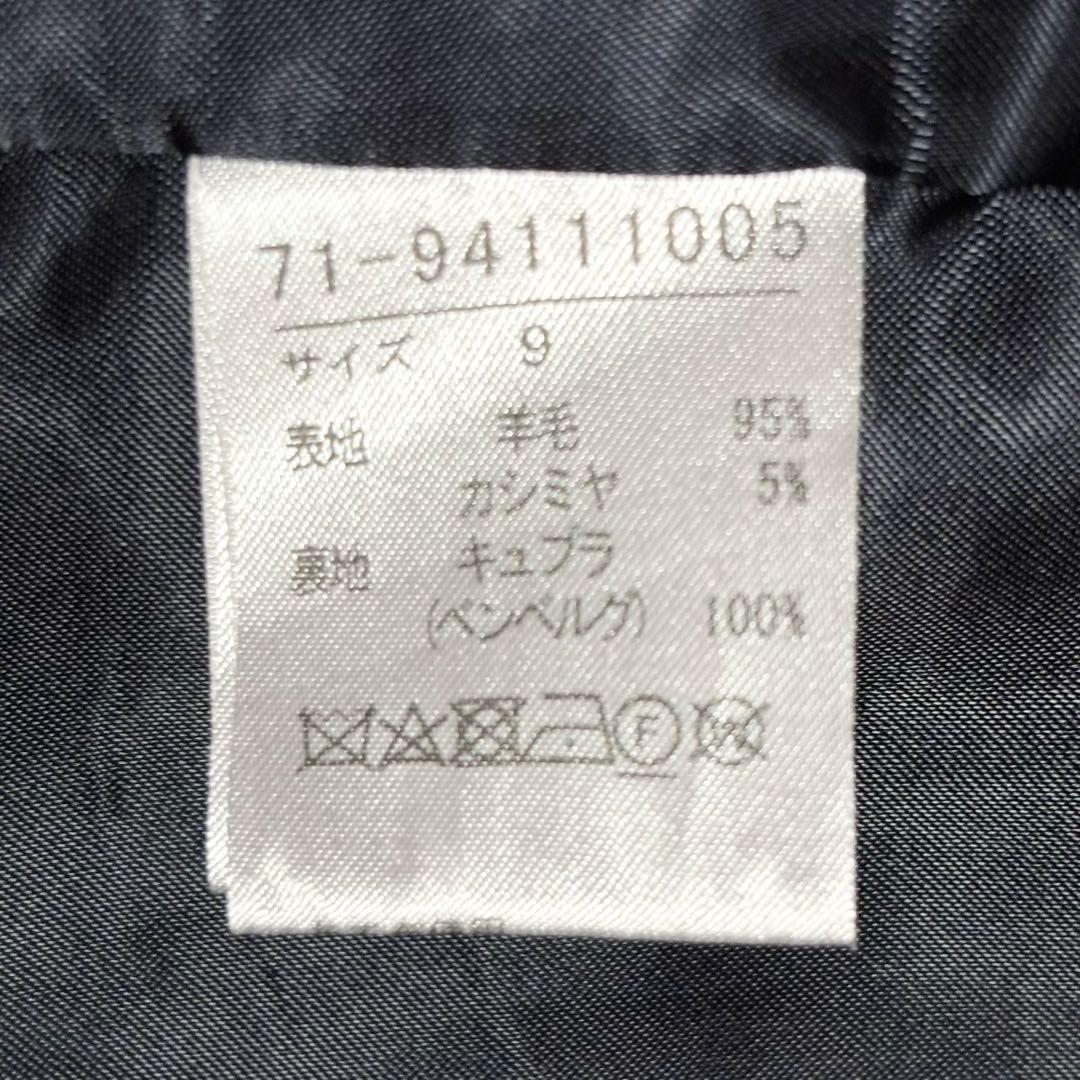 71-94111005
サイズ 9
表地 羊毛 95%
カシミヤ 5%
裏地 キュプラ
(ベンベルグ) 100%
F W